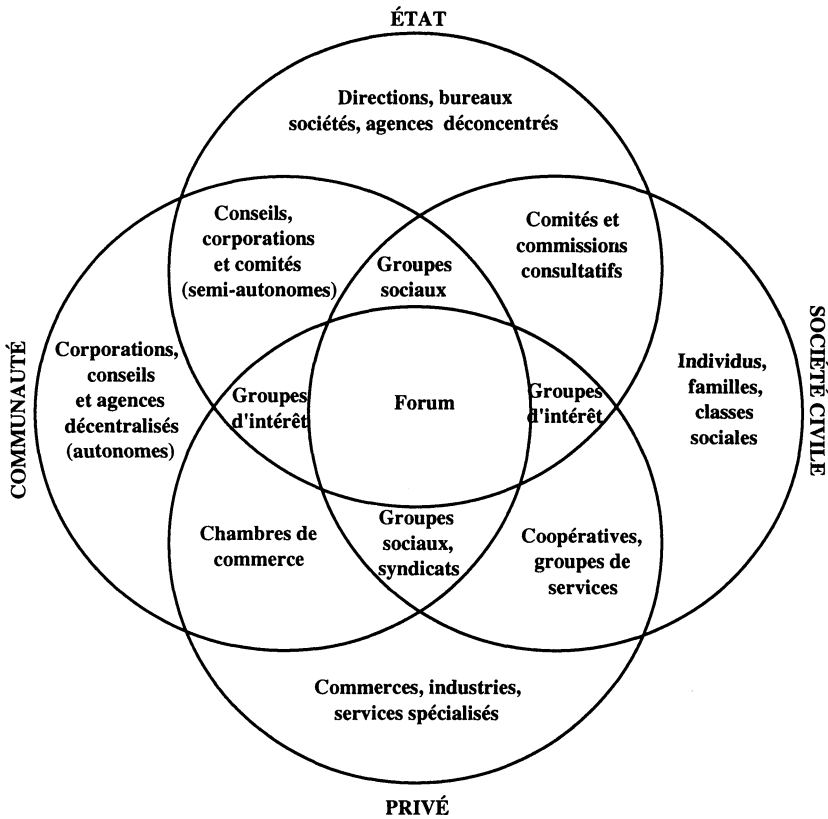 ÉTAT
Directions, bureaux
sociétés, agences déconcentrés
Conseils,
corporations
et comités
(semi-autonomes)
Groupes
sociaux
Comités et
commissions
consultatifs
COMMUNAUTÉ
Corporations,
conseils
et agences
décentralisés
(autonomes)
Groupes
d'intérêt
Forum
Groupes
d'intérêt
Individus,
familles,
classes
sociales
SOCIÉTÉ CIVILE
Chambres de
commerce
Groupes
sociaux,
syndicats
Coopératives,
groupes de
services
Commerces, industries,
services spécialisés
PRIVÉ